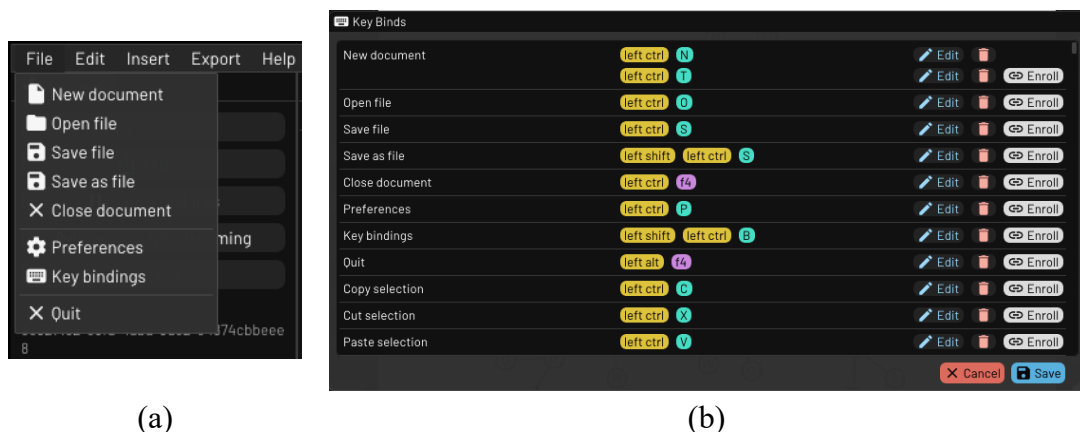 File Edit Insert Export Help
New document
Open file
Save file
Save as file
Close document
ming
Preferences
Key bindings
Quit
8
(a)
Key Binds
New document left ctrl N Edit
left ctrl T Edit Enroll
Open file left ctrl O Edit Enroll
Save file left ctrl S Edit Enroll
Save as file left shift left ctrl S Edit Enroll
Close document left ctrl f4 Edit Enroll
Preferences left ctrl P Edit Enroll
Key bindings left shift left ctrl B Edit Enroll
Quit left alt f4 Edit Enroll
Copy selection left ctrl C Edit Enroll
Cut selection left ctrl X Edit Enroll
Paste selection left ctrl V Edit Enroll
Cancel Save
(b)